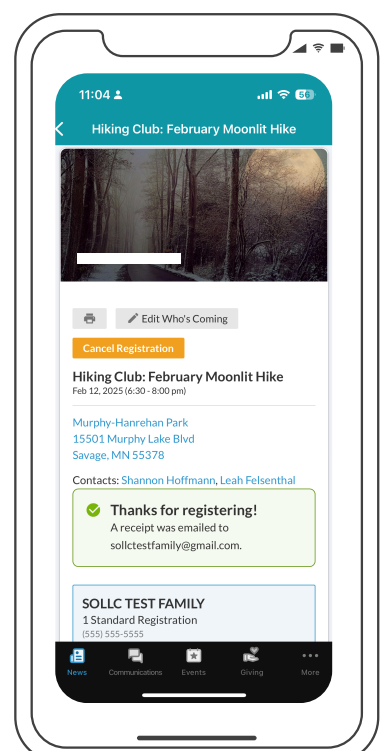 11:04
56
Hiking Club: February Moonlit Hike
Edit Who's Coming
Cancel Registration
Hiking Club: February Moonlit Hike
Feb 12, 2025 (6:30 - 8:00 pm)
Murphy-Hanrehan Park
15501 Murphy Lake Blvd
Savage, MN 55378
Contacts: Shannon Hoffmann, Leah Felsenthal
Thanks for registering!
A receipt was emailed to
sollctestfamily@gmail.com.
SOLLC TEST FAMILY
1 Standard Registration
(555) 555-5555
News Communications Events Giving More